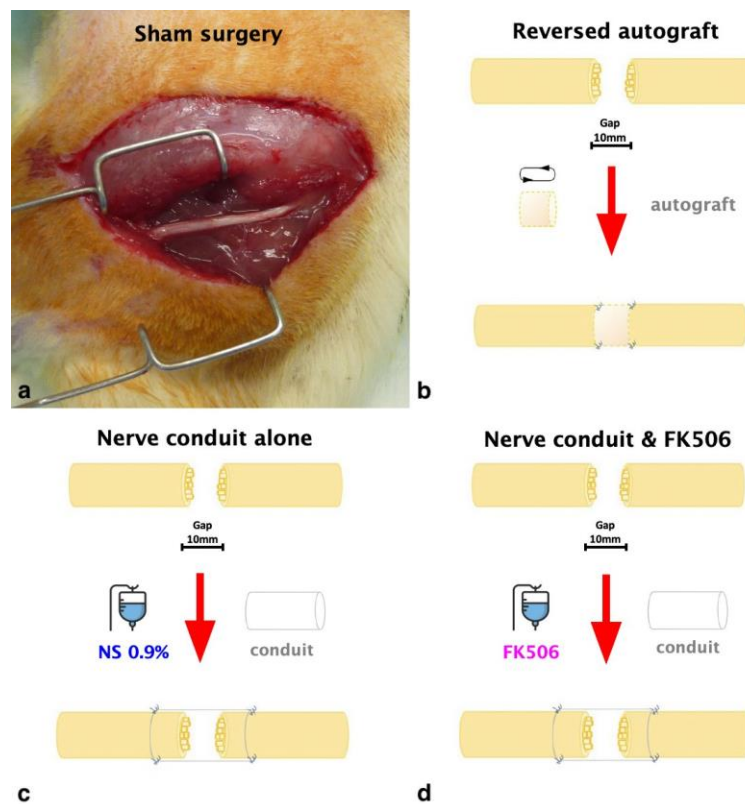 Sham surgery
a
Reversed autograft
Gap
10mm
autograft
b
Nerve conduit alone
Gap
10mm
NS 0.9%
conduit
c
Nerve conduit & FK506
Gap
10mm
FK506
conduit
d